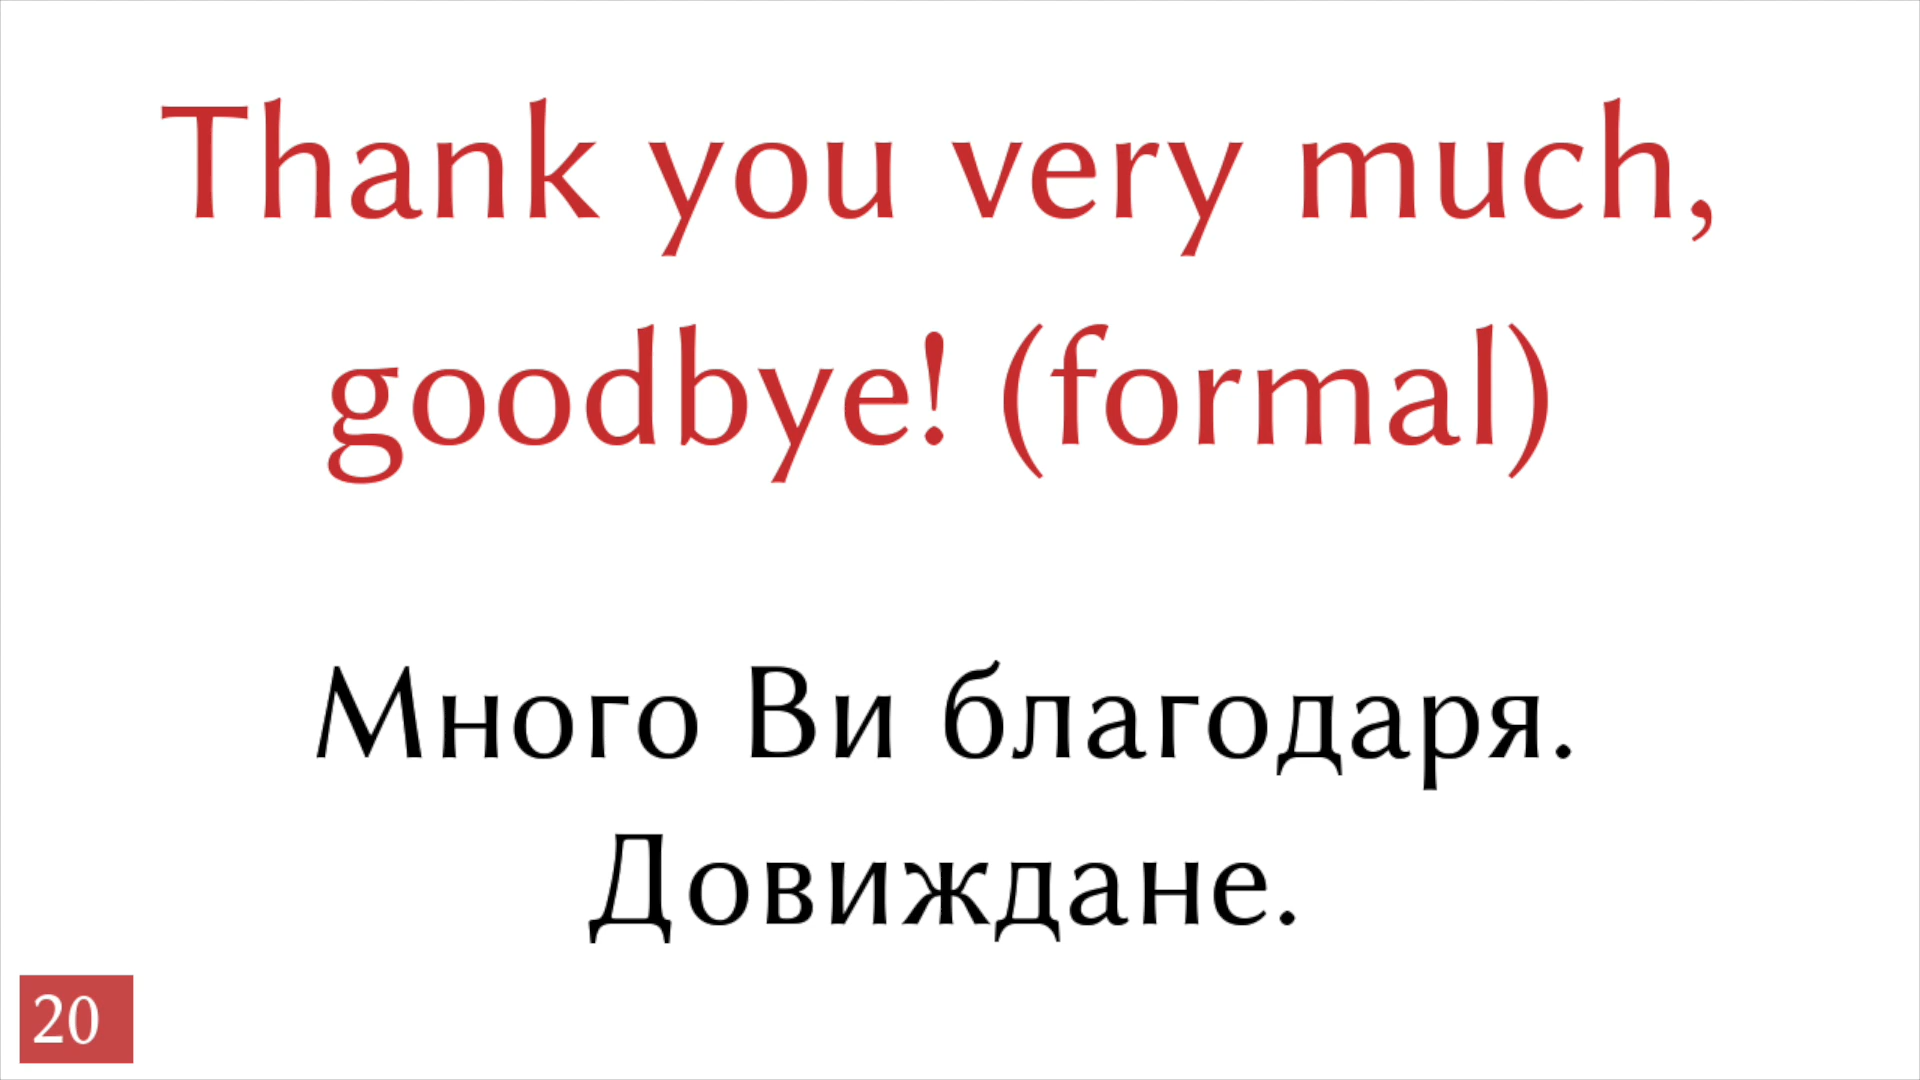 Thank you very much,
goodbye! (formal)
Много Ви благодаря.
Довиждане.
20